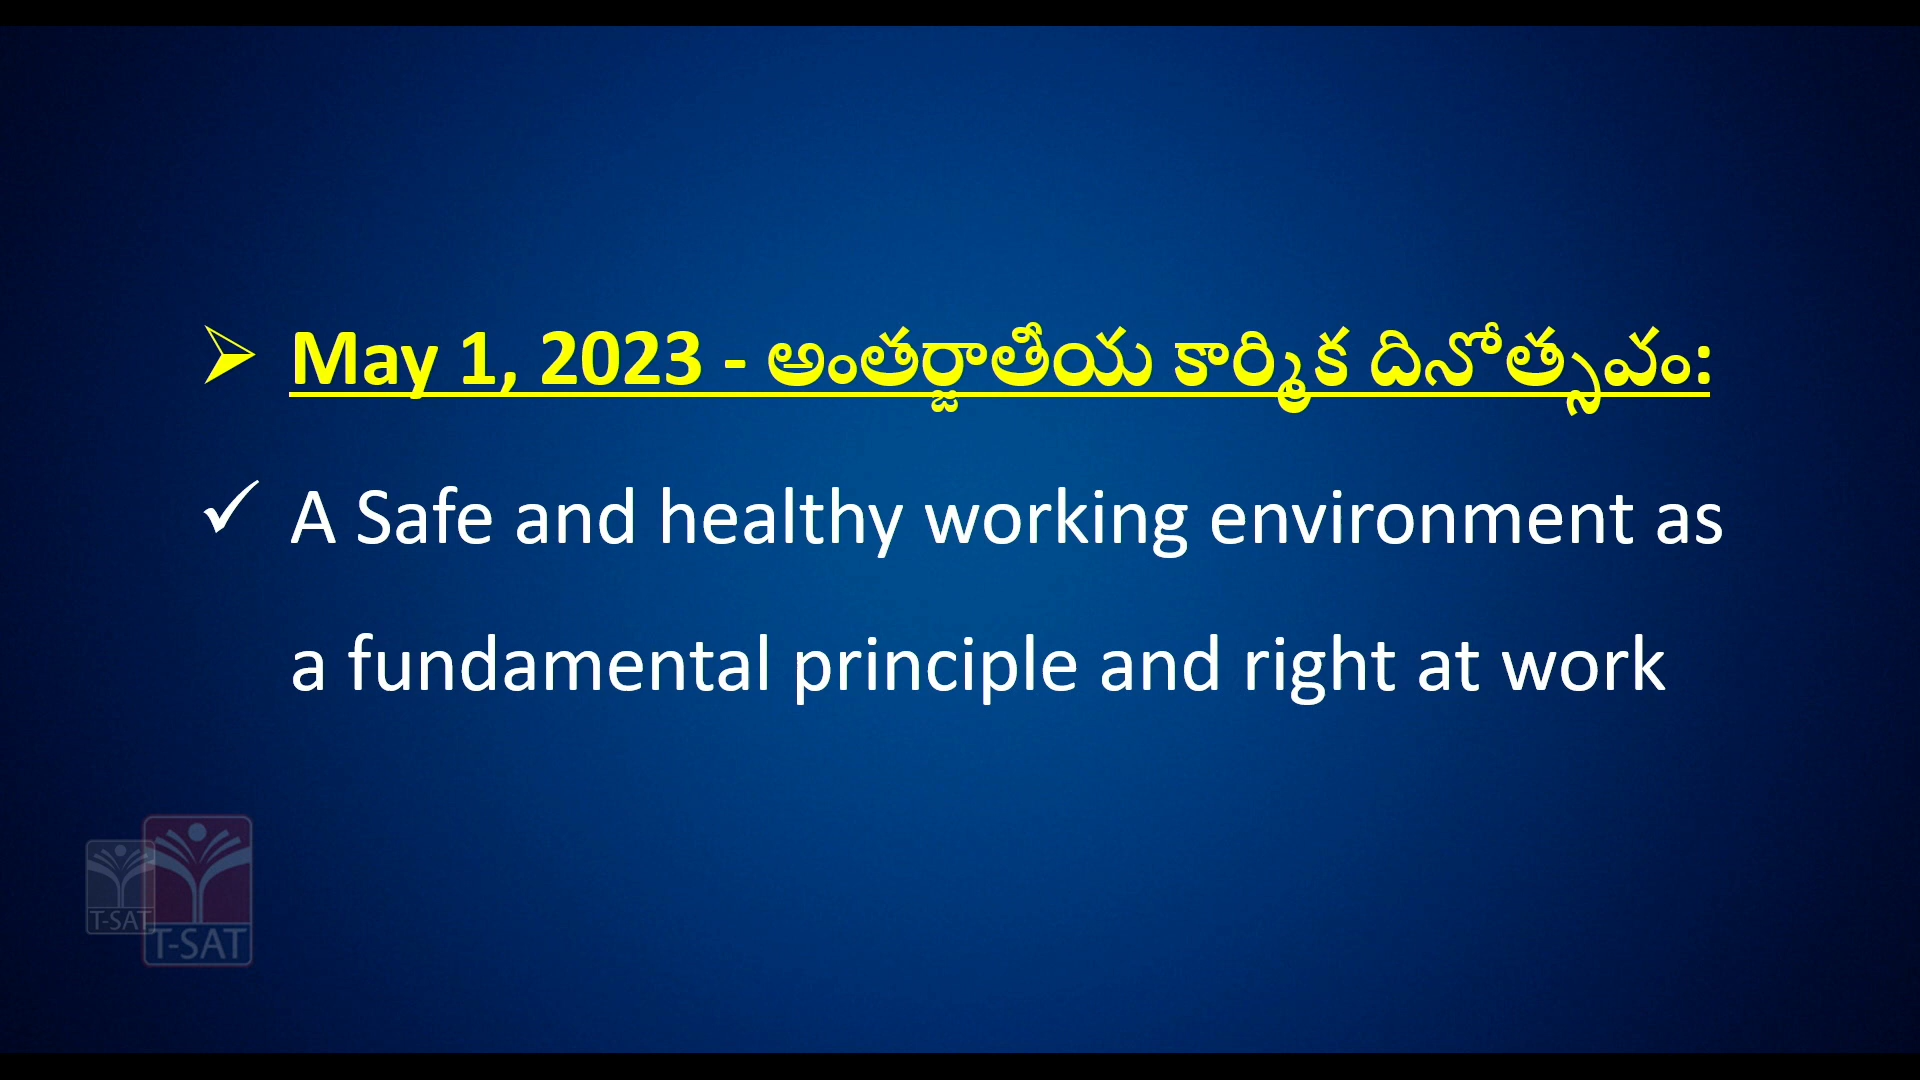 ➢ May 1, 2023 - అంతర్జాతీయ కార్మిక దినోత్సవం:
✓ A Safe and healthy working environment as
a fundamental principle and right at work
T-SAT
T-SAT